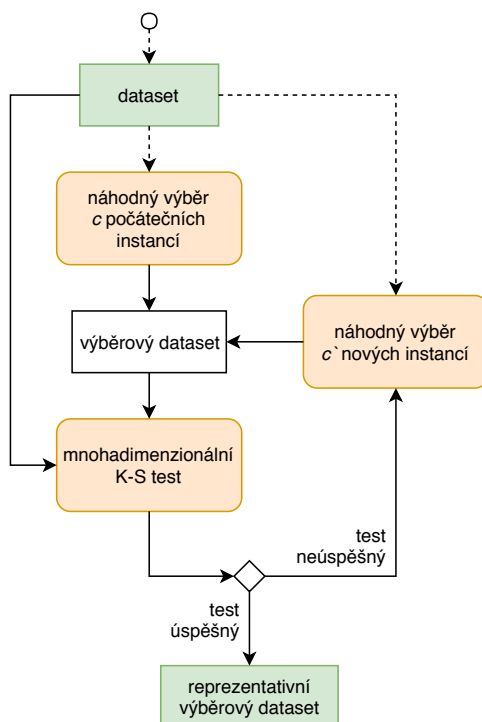 dataset
náhodný výběr
c počátečních
instancí
výběrový dataset
náhodný výběr
c`nových instancí
mnohadimenzionální
K-S test
test
neúspěšný
test
úspěšný
reprezentativní
výběrový dataset